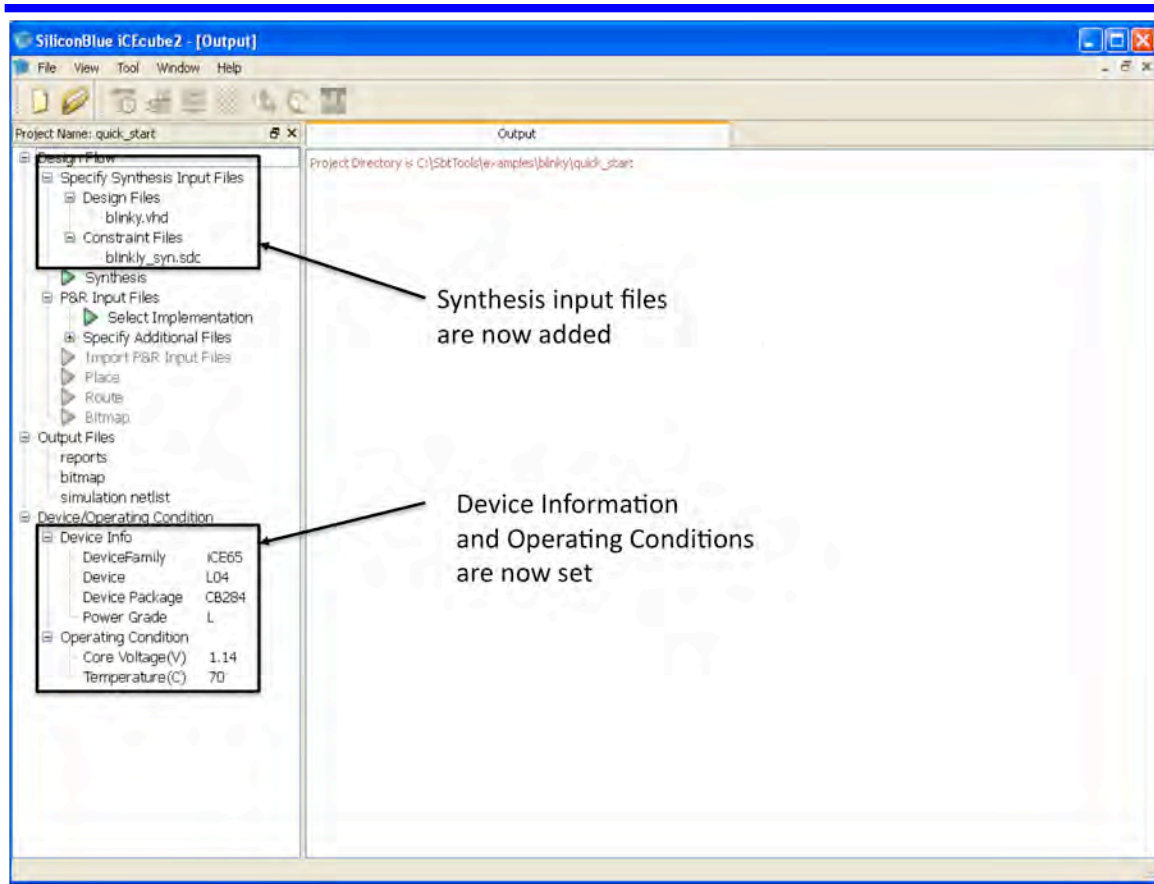 SiliconBlue iCEcube2 - [Output]
File View Tool Window Help
Project Name: quick_start
Output
Design Flow
Project Directory is C:\SbtTools\examples\blinky\quick_start
Specify Synthesis Input Files
Design Files
blinky.vhd
Constraint Files
blinkly_syn.sdc
Synthesis
P&R Input Files
Select Implementation
Specify Additional Files
Import P&R Input Files
Place
Route
Bitmap
Output Files
reports
bitmap
simulation netlist
Device/Operating Condition
Device Info
DeviceFamily iCE65
Device L04
Device Package CB284
Power Grade L
Operating Condition
Core Voltage(V) 1.14
Temperature(C) 70
Synthesis input files
are now added
Device Information
and Operating Conditions
are now set